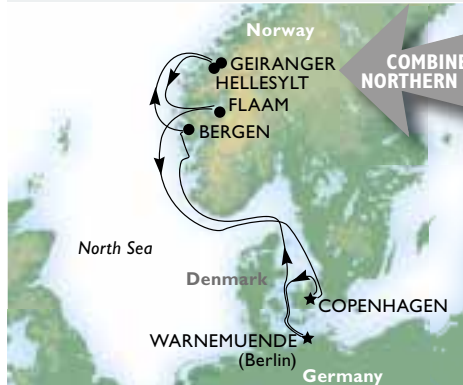 Norway
COMBINE
NORTHERN
GEIRANGER
HELLESYLT
FLAAM
BERGEN
North Sea
Denmark
COPENHAGEN
WARNEMUENDE
(Berlin)
Germany